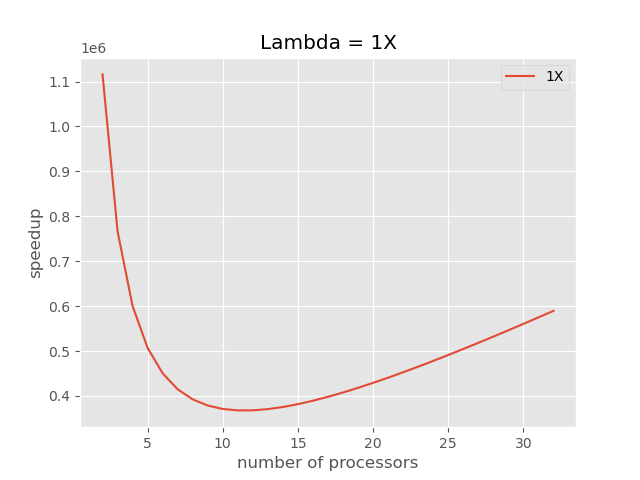 Lambda = 1X
1e6
1X
1.1
1.0
0.9
0.8
0.7
0.6
0.5
0.4
speedup
5 10 15 20 25 30
number of processors